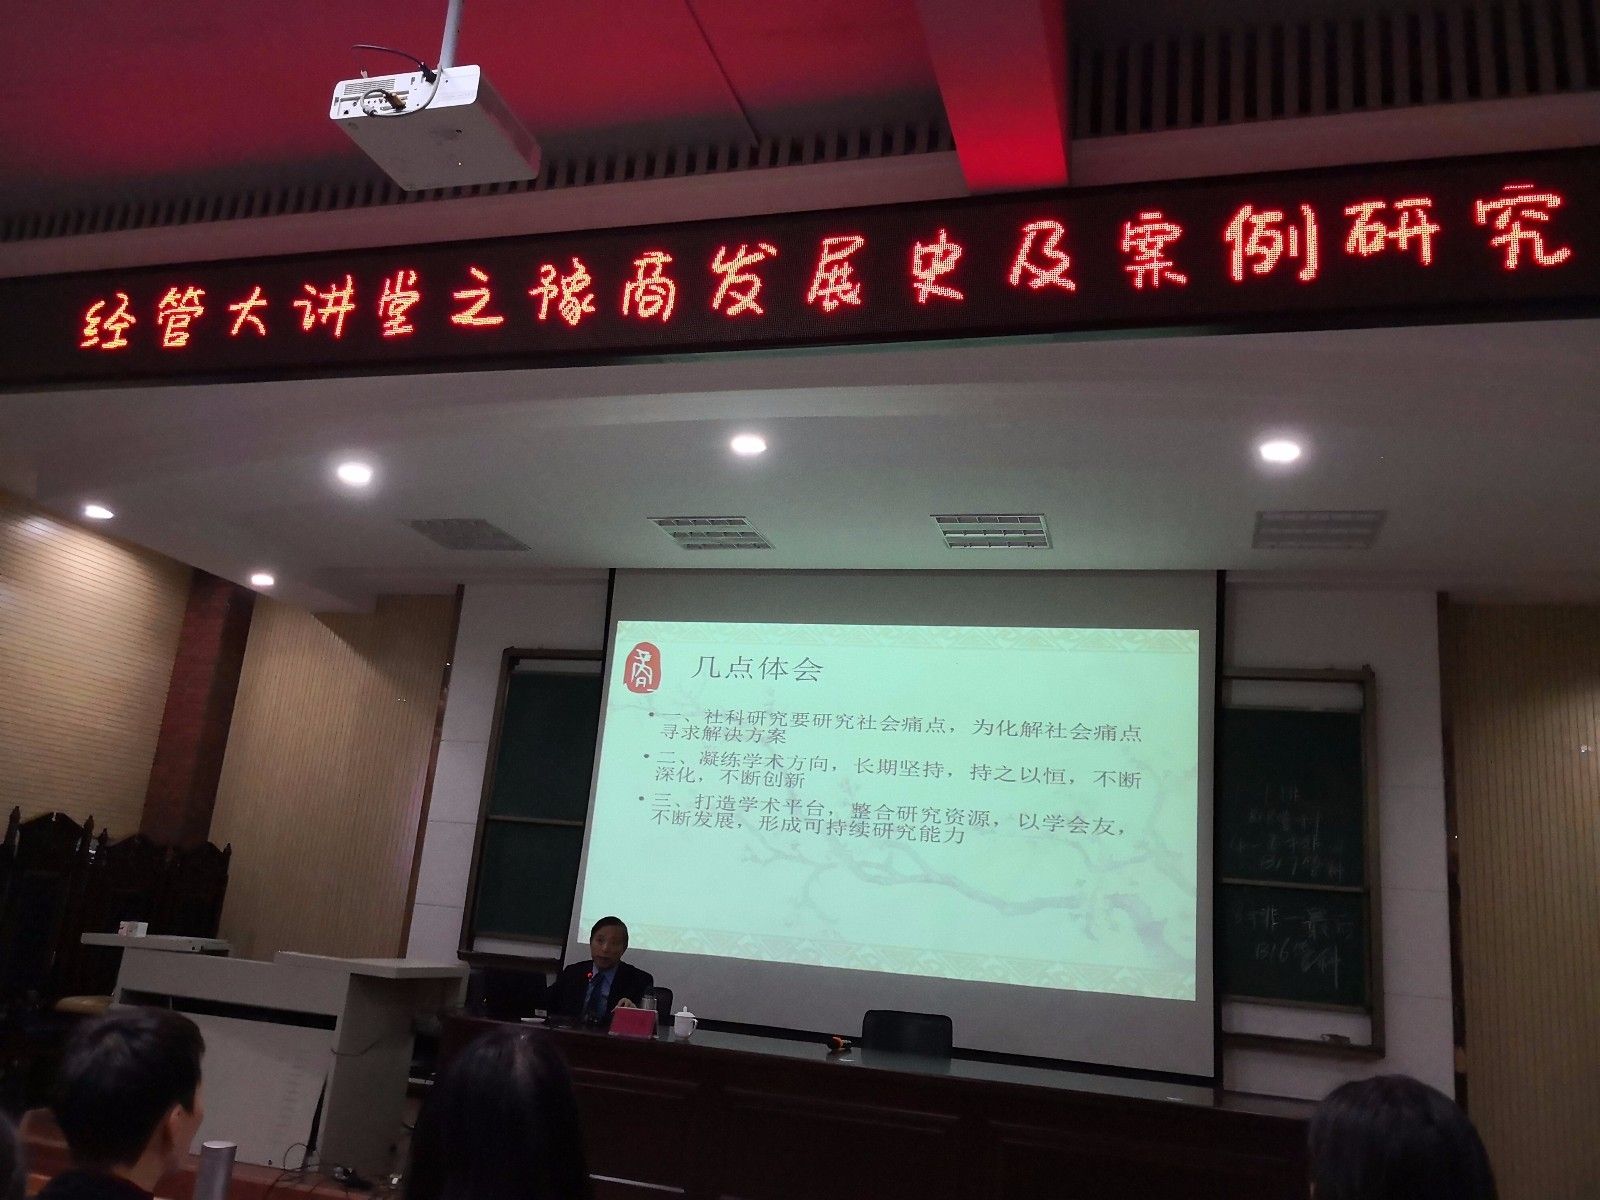 经管大讲堂之豫商发展史及案例研究
商
几点体会
• 一、社科研究要研究社会痛点，为化解社会痛点
寻求解决方案
• 二、凝练学术方向，长期坚持，持之以恒，不断
深化，不断创新
• 三、打造学术平台，整合研究资源，以学会友，
不断发展，形成可持续研究能力